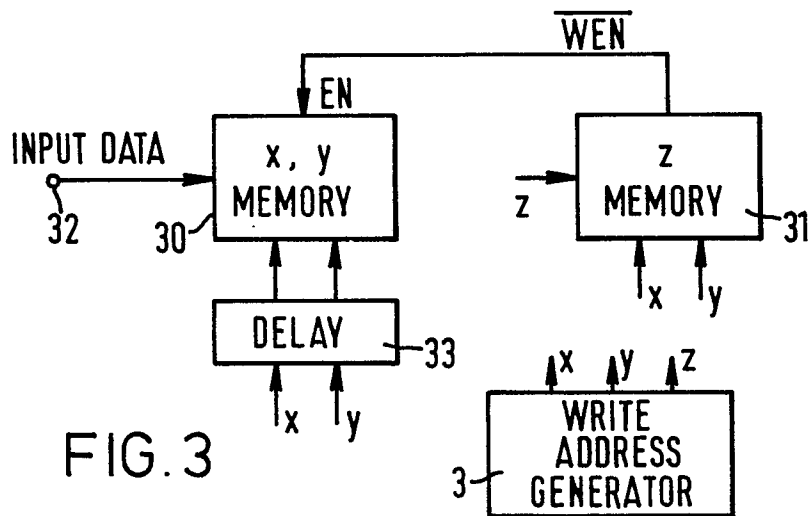 WEN
EN
INPUT DATA
32
x, y
MEMORY
30
z
z
MEMORY
31
x y
DELAY
33
x y
x y z
WRITE
ADDRESS
GENERATOR
3
FIG.3